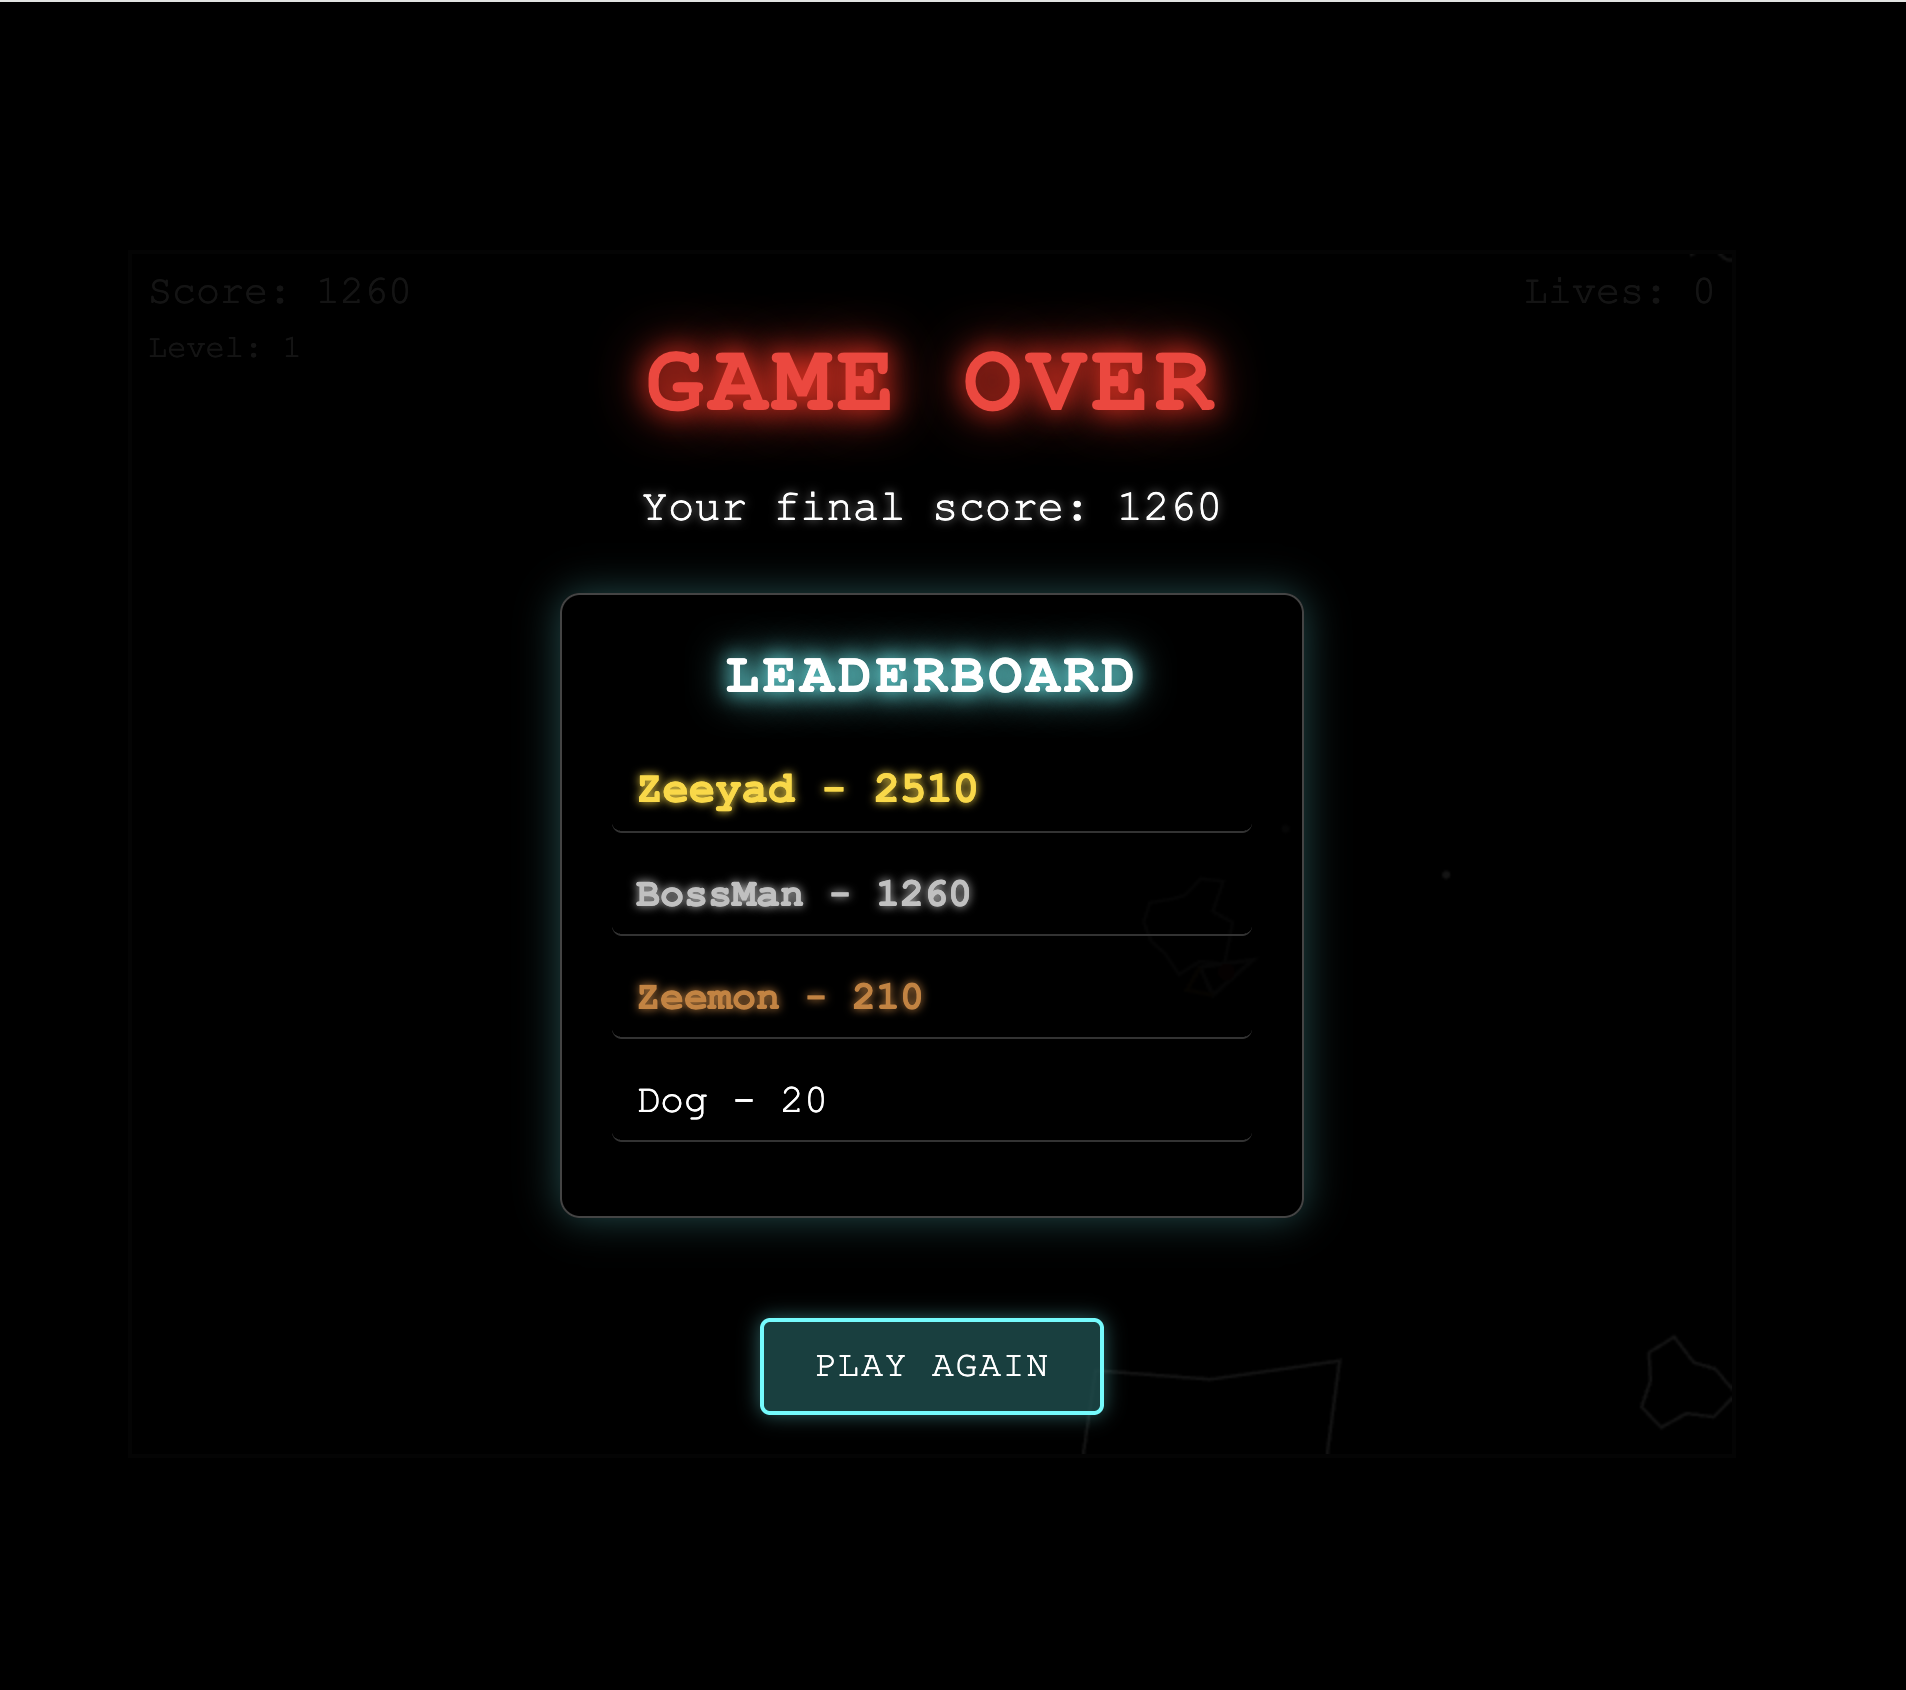 Score: 1260
Lives: 0
Level: 1
GAME OVER
Your final score: 1260
LEADERBOARD
Zeeyad - 2510
BossMan - 1260
Zeemon - 210
Dog - 20
PLAY AGAIN